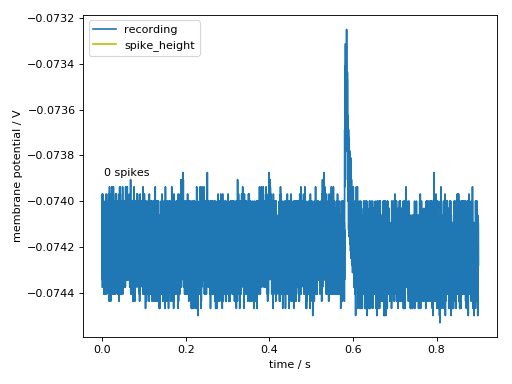 −0.0732
recording
spike_height
−0.0734
−0.0736
−0.0738
0 spikes
−0.0740
−0.0742
−0.0744
membrane potential / V
0.0 0.2 0.4 0.6 0.8
time / s